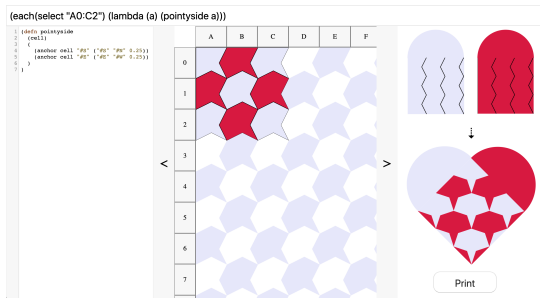 (each(select "A0:C2") (lambda (a) (pointyside a)))
1 (defn pointyside
2 (cell)
3 (
4 (anchor cell "#S" ("#S" "#N" 0.25))
5 (anchor cell "#E" ("#E" "#W" 0.25))
6 )
7 )
A B C D E F
0
1
2
3
4
5
6
7
<
>
Print